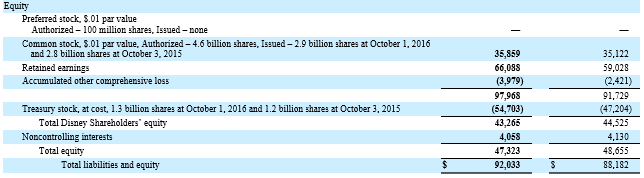 Equity
Preferred stock, $.01 par value
Authorized – 100 million shares, Issued – none — —
Common stock, $.01 par value, Authorized – 4.6 billion shares, Issued – 2.9 billion shares at October 1, 2016
and 2.8 billion shares at October 3, 2015 35,859 35,122
Retained earnings 66,088 59,028
Accumulated other comprehensive loss (3,979) (2,421)
97,968 91,729
Treasury stock, at cost, 1.3 billion shares at October 1, 2016 and 1.2 billion shares at October 3, 2015 (54,703) (47,204)
Total Disney Shareholders' equity 43,265 44,525
Noncontrolling interests 4,058 4,130
Total equity 47,323 48,655
Total liabilities and equity $ 92,033 $ 88,182